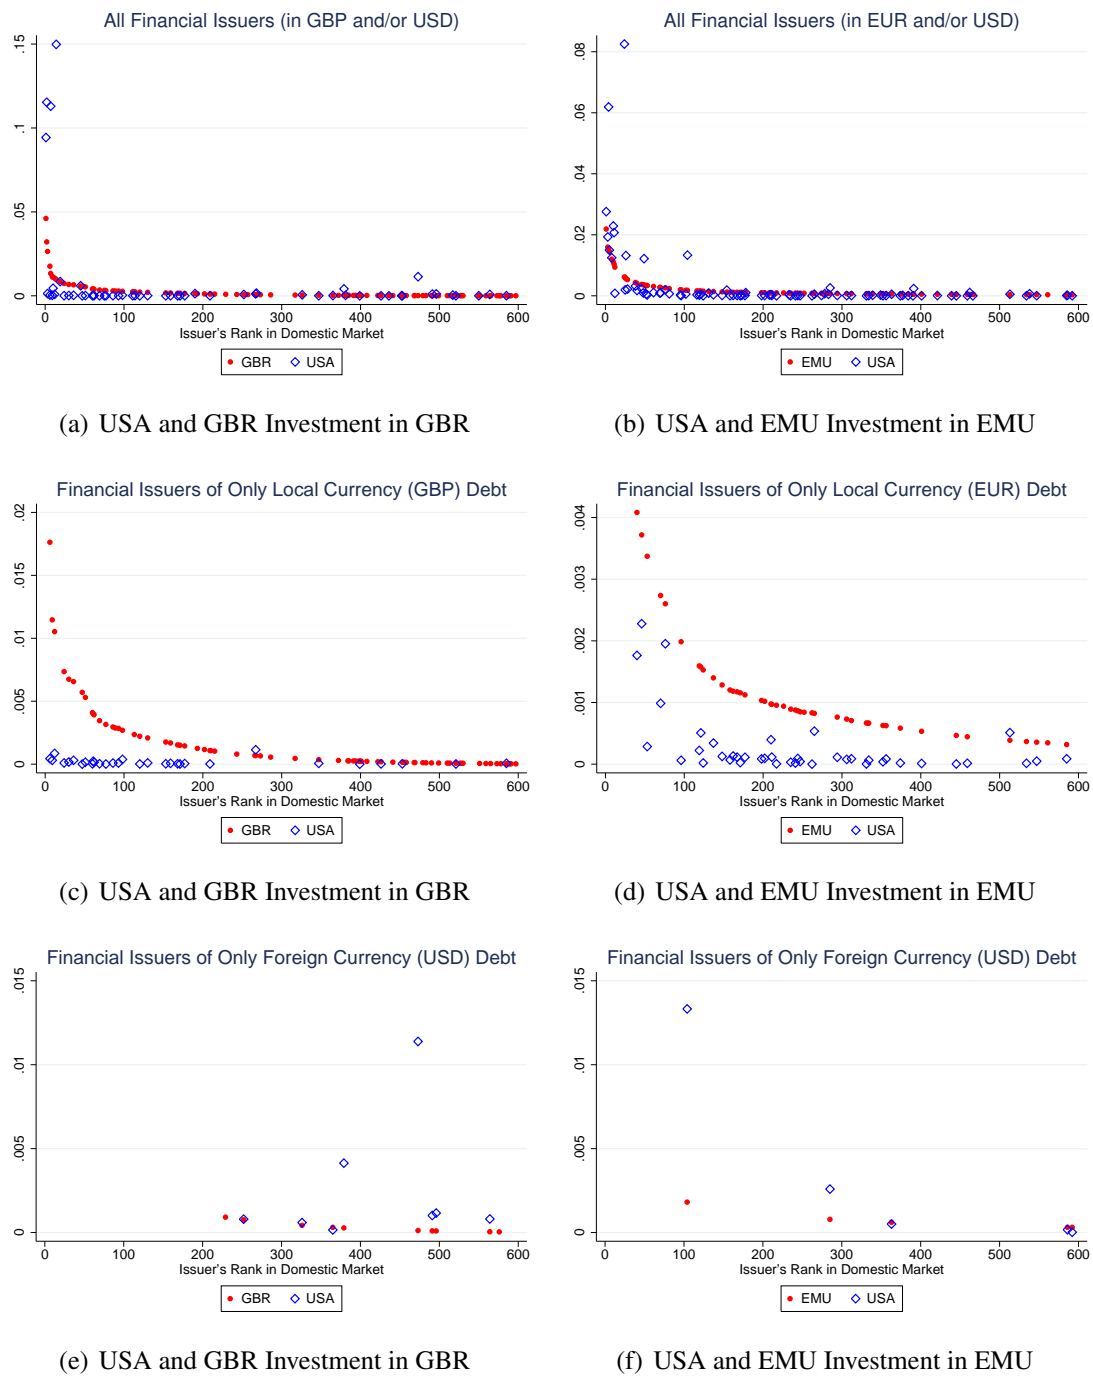 All Financial Issuers (in GBP and/or USD)
.15
.1
.05
0
0 100 200 300 400 500 600
Issuer's Rank in Domestic Market
GBR USA
(a) USA and GBR Investment in GBR
All Financial Issuers (in EUR and/or USD)
.08
.06
.04
.02
0
0 100 200 300 400 500 600
Issuer's Rank in Domestic Market
EMU USA
(b) USA and EMU Investment in EMU
Financial Issuers of Only Local Currency (GBP) Debt
.02
.015
.01
.005
0
0 100 200 300 400 500 600
Issuer's Rank in Domestic Market
GBR USA
(c) USA and GBR Investment in GBR
Financial Issuers of Only Local Currency (EUR) Debt
.004
.003
.002
.001
0
0 100 200 300 400 500 600
Issuer's Rank in Domestic Market
EMU USA
(d) USA and EMU Investment in EMU
Financial Issuers of Only Foreign Currency (USD) Debt
.015
.01
.005
0
0 100 200 300 400 500 600
Issuer's Rank in Domestic Market
GBR USA
(e) USA and GBR Investment in GBR
Financial Issuers of Only Foreign Currency (USD) Debt
.015
.01
.005
0
0 100 200 300 400 500 600
Issuer's Rank in Domestic Market
EMU USA
(f) USA and EMU Investment in EMU